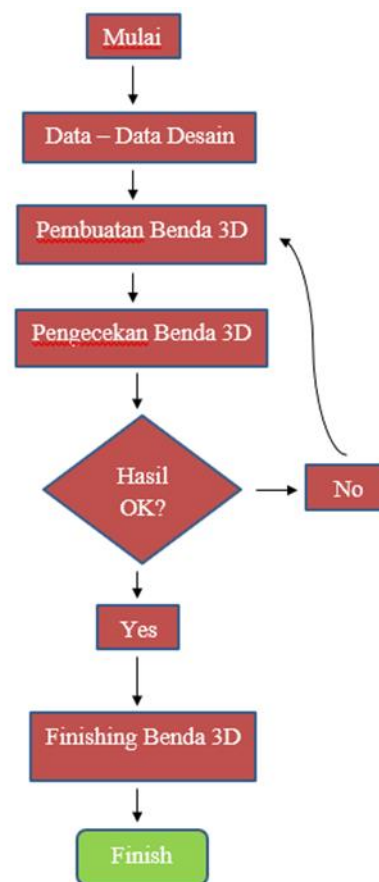 Mulai
Data – Data Desain
Pembuatan Benda 3D
Pengecekan Benda 3D
Hasil
OK?
No
Yes
Finishing Benda 3D
Finish